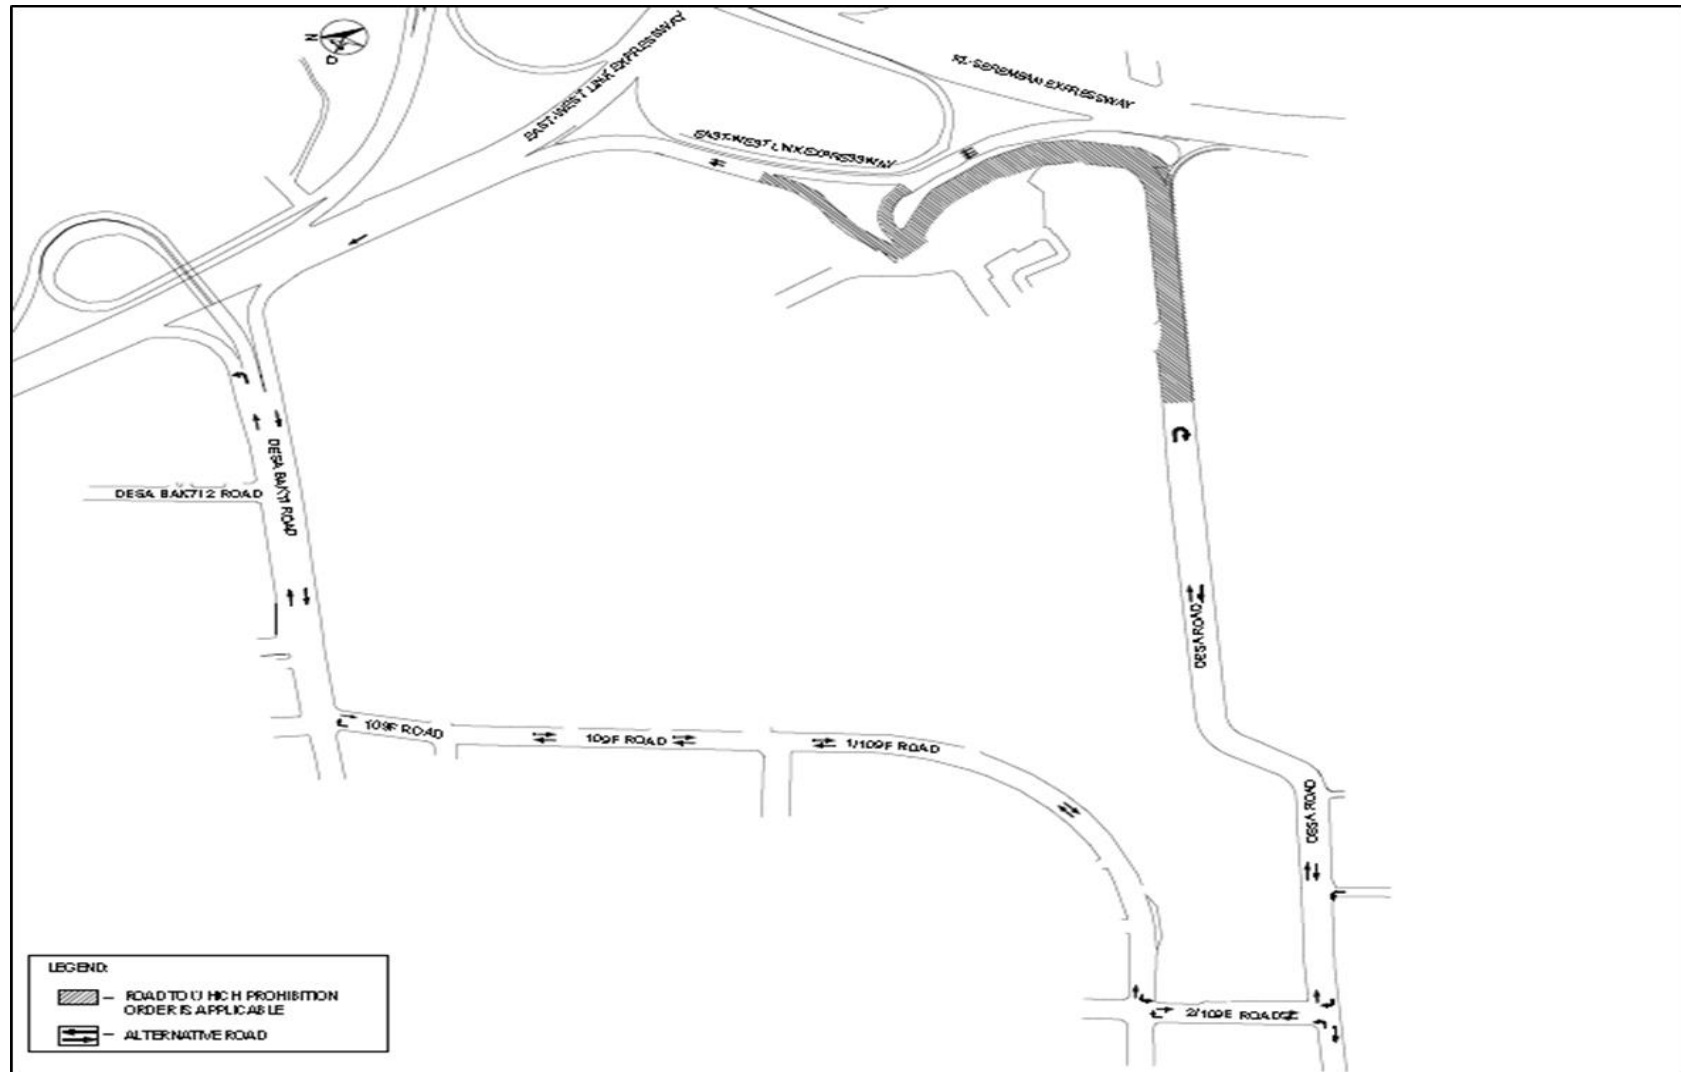 N
EAST-WEST LINK EXPRESSWAY
KL-SEREMBAN EXPRESSWAY
EAST-WEST LINK EXPRESSWAY
DESA BAKTI ROAD
DESA BAKTI 2 ROAD
DESA ROAD
109F ROAD
109F ROAD
1/109F ROAD
DESA ROAD
2/109E ROAD
LEGEND:
– ROAD TO WHICH PROHIBITION
ORDER IS APPLICABLE
– ALTERNATIVE ROAD